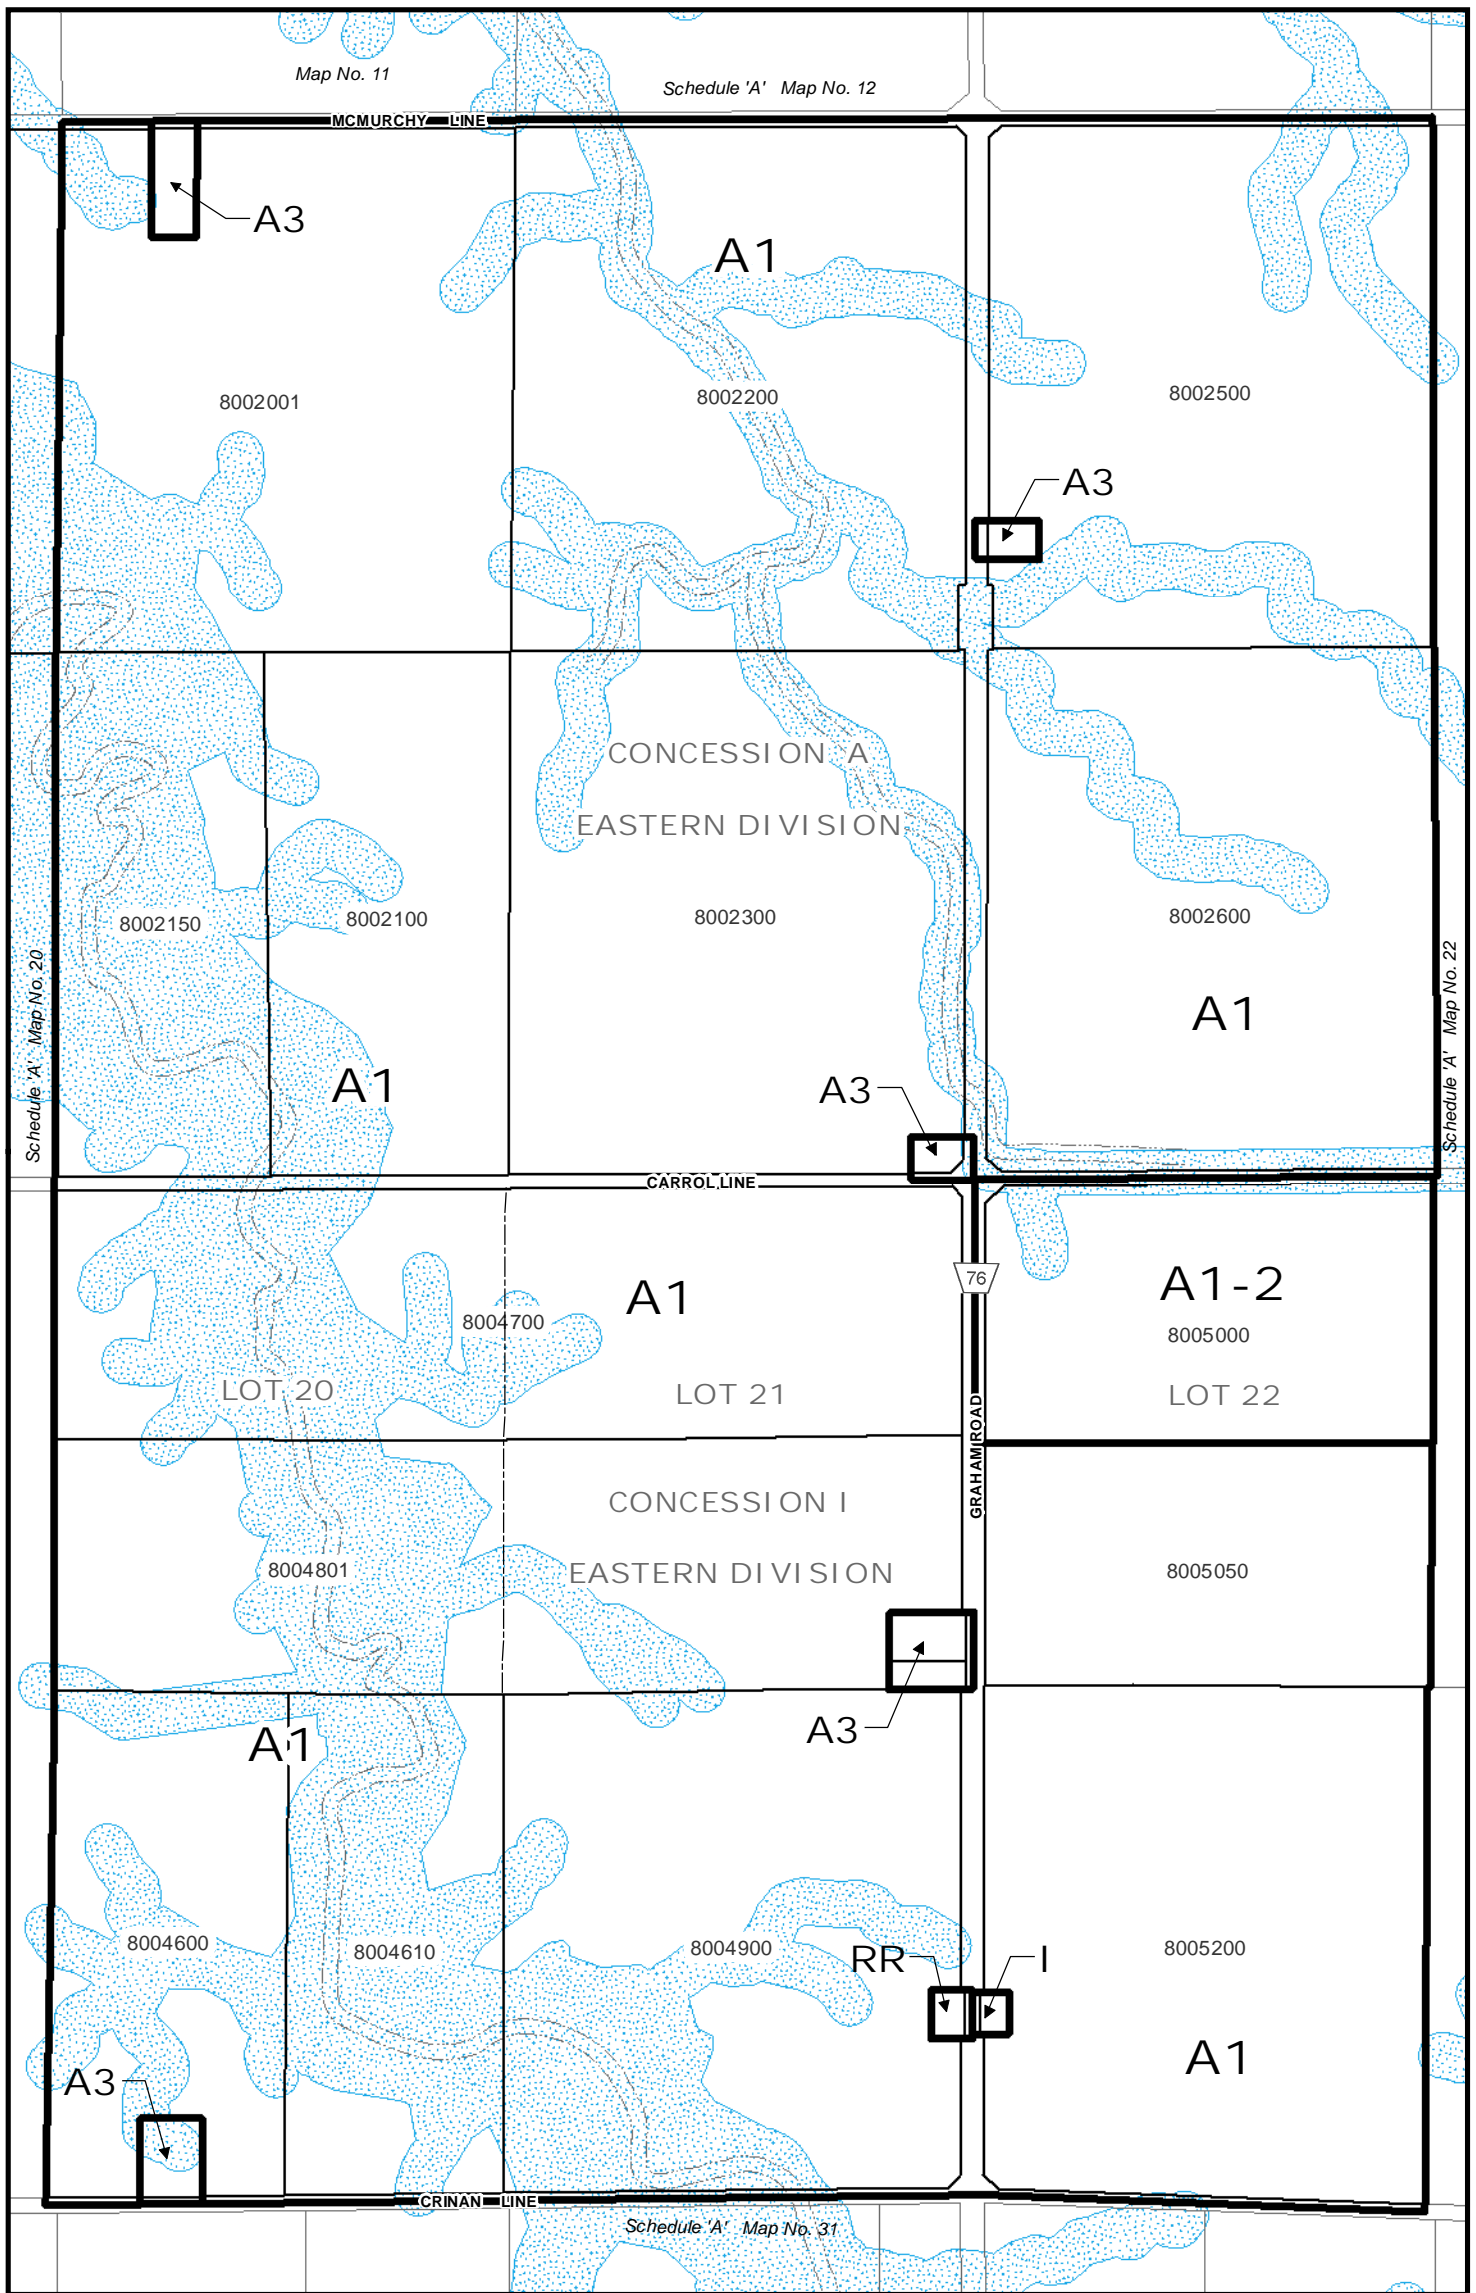 Map No. 11
Schedule 'A' Map No. 12
MCMURCHY LINE
A3
A1
8002001
8002200
8002500
A3
CONCESSION A
EASTERN DIVISION
8002150
8002100
8002300
8002600
Schedule 'A' Map No. 20
Schedule 'A' Map No. 22
A1
A1
A3
CARROL LINE
76
A1
A1-2
8004700
8005000
LOT 20
LOT 21
LOT 22
GRAHAM ROAD
CONCESSION I
EASTERN DIVISION
8004801
8005050
A3
A1
8004600
8004610
8004900
8005200
RR
I
A1
A3
CRINAN LINE
Schedule 'A' Map No. 31